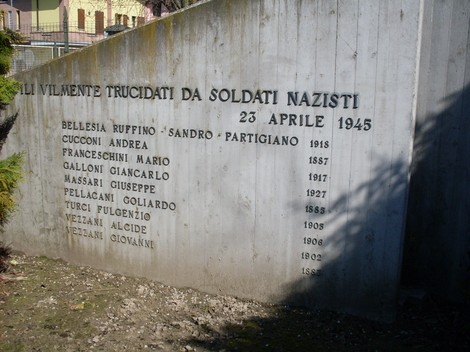 ILI VILMENTE TRUCIDATI DA SOLDATI NAZISTI
23 APRILE 1945
BELLESIA RUFFINO - SANDRO - PARTIGIANO 1918
CUCCONI ANDREA 1887
FRANCESCHINI MARIO 1917
GALLONI GIANCARLO 1927
MASSARI GIUSEPPE 1883
PELLACANI GOLIARDO 1905
TURCI FULGENZIO 1906
VEZZANI ALCIDE 1902
VEZZANI GIOVANNI